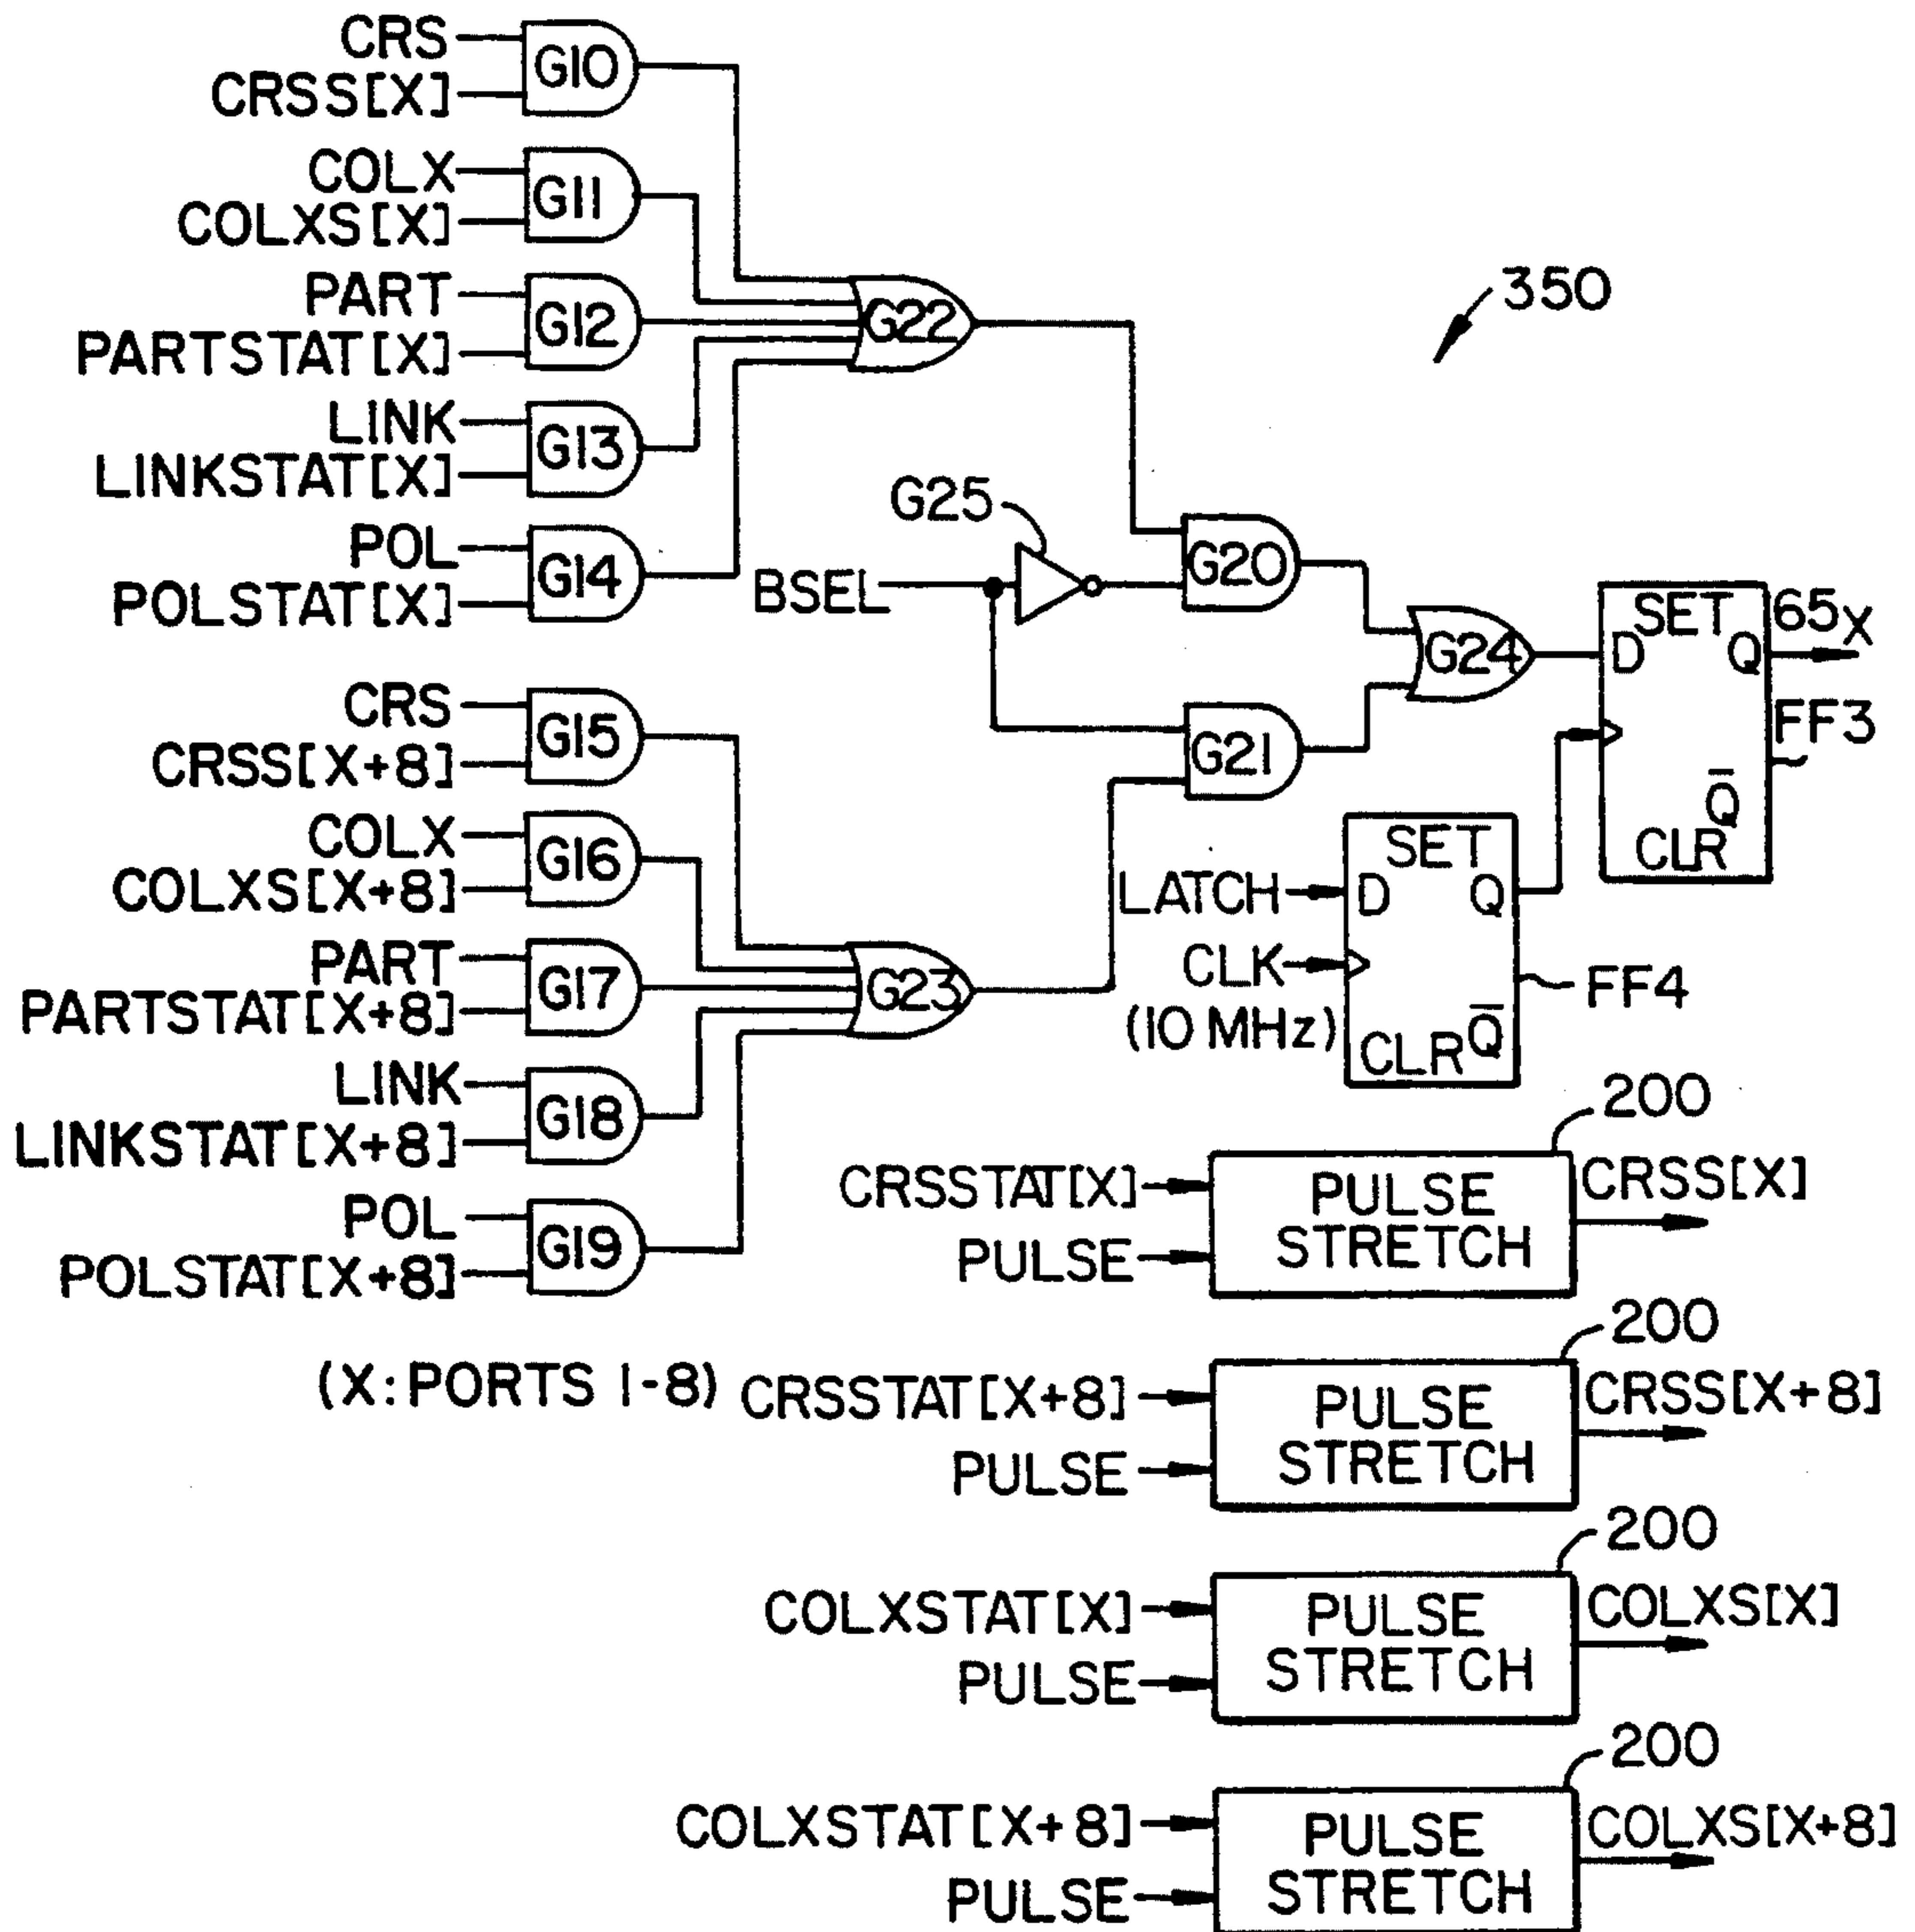 CRS
CRSS[X]
G10
COLX
COLXS[X]
G11
PART
PARTSTAT[X]
G12
LINK
LINKSTAT[X]
G13
POL
POLSTAT[X]
G14
G22
350
G25
BSEL
G20
G24
G21
SET
D
Q
65X
FF3
Q̅
CLR
CRS
CRSS[X+8]
G15
COLX
COLXS[X+8]
G16
PART
PARTSTAT[X+8]
G17
LINK
LINKSTAT[X+8]
G18
POL
POLSTAT[X+8]
G19
G23
LATCH
CLK
(10 MHz)
SET
D
Q
FF4
Q̅
CLR
200
CRSSTAT[X]
PULSE
PULSE
STRETCH
CRSS[X]
(X: PORTS 1-8)
200
CRSSTAT[X+8]
PULSE
PULSE
STRETCH
CRSS[X+8]
200
COLXSTAT[X]
PULSE
PULSE
STRETCH
COLXS[X]
200
COLXSTAT[X+8]
PULSE
PULSE
STRETCH
COLXS[X+8]